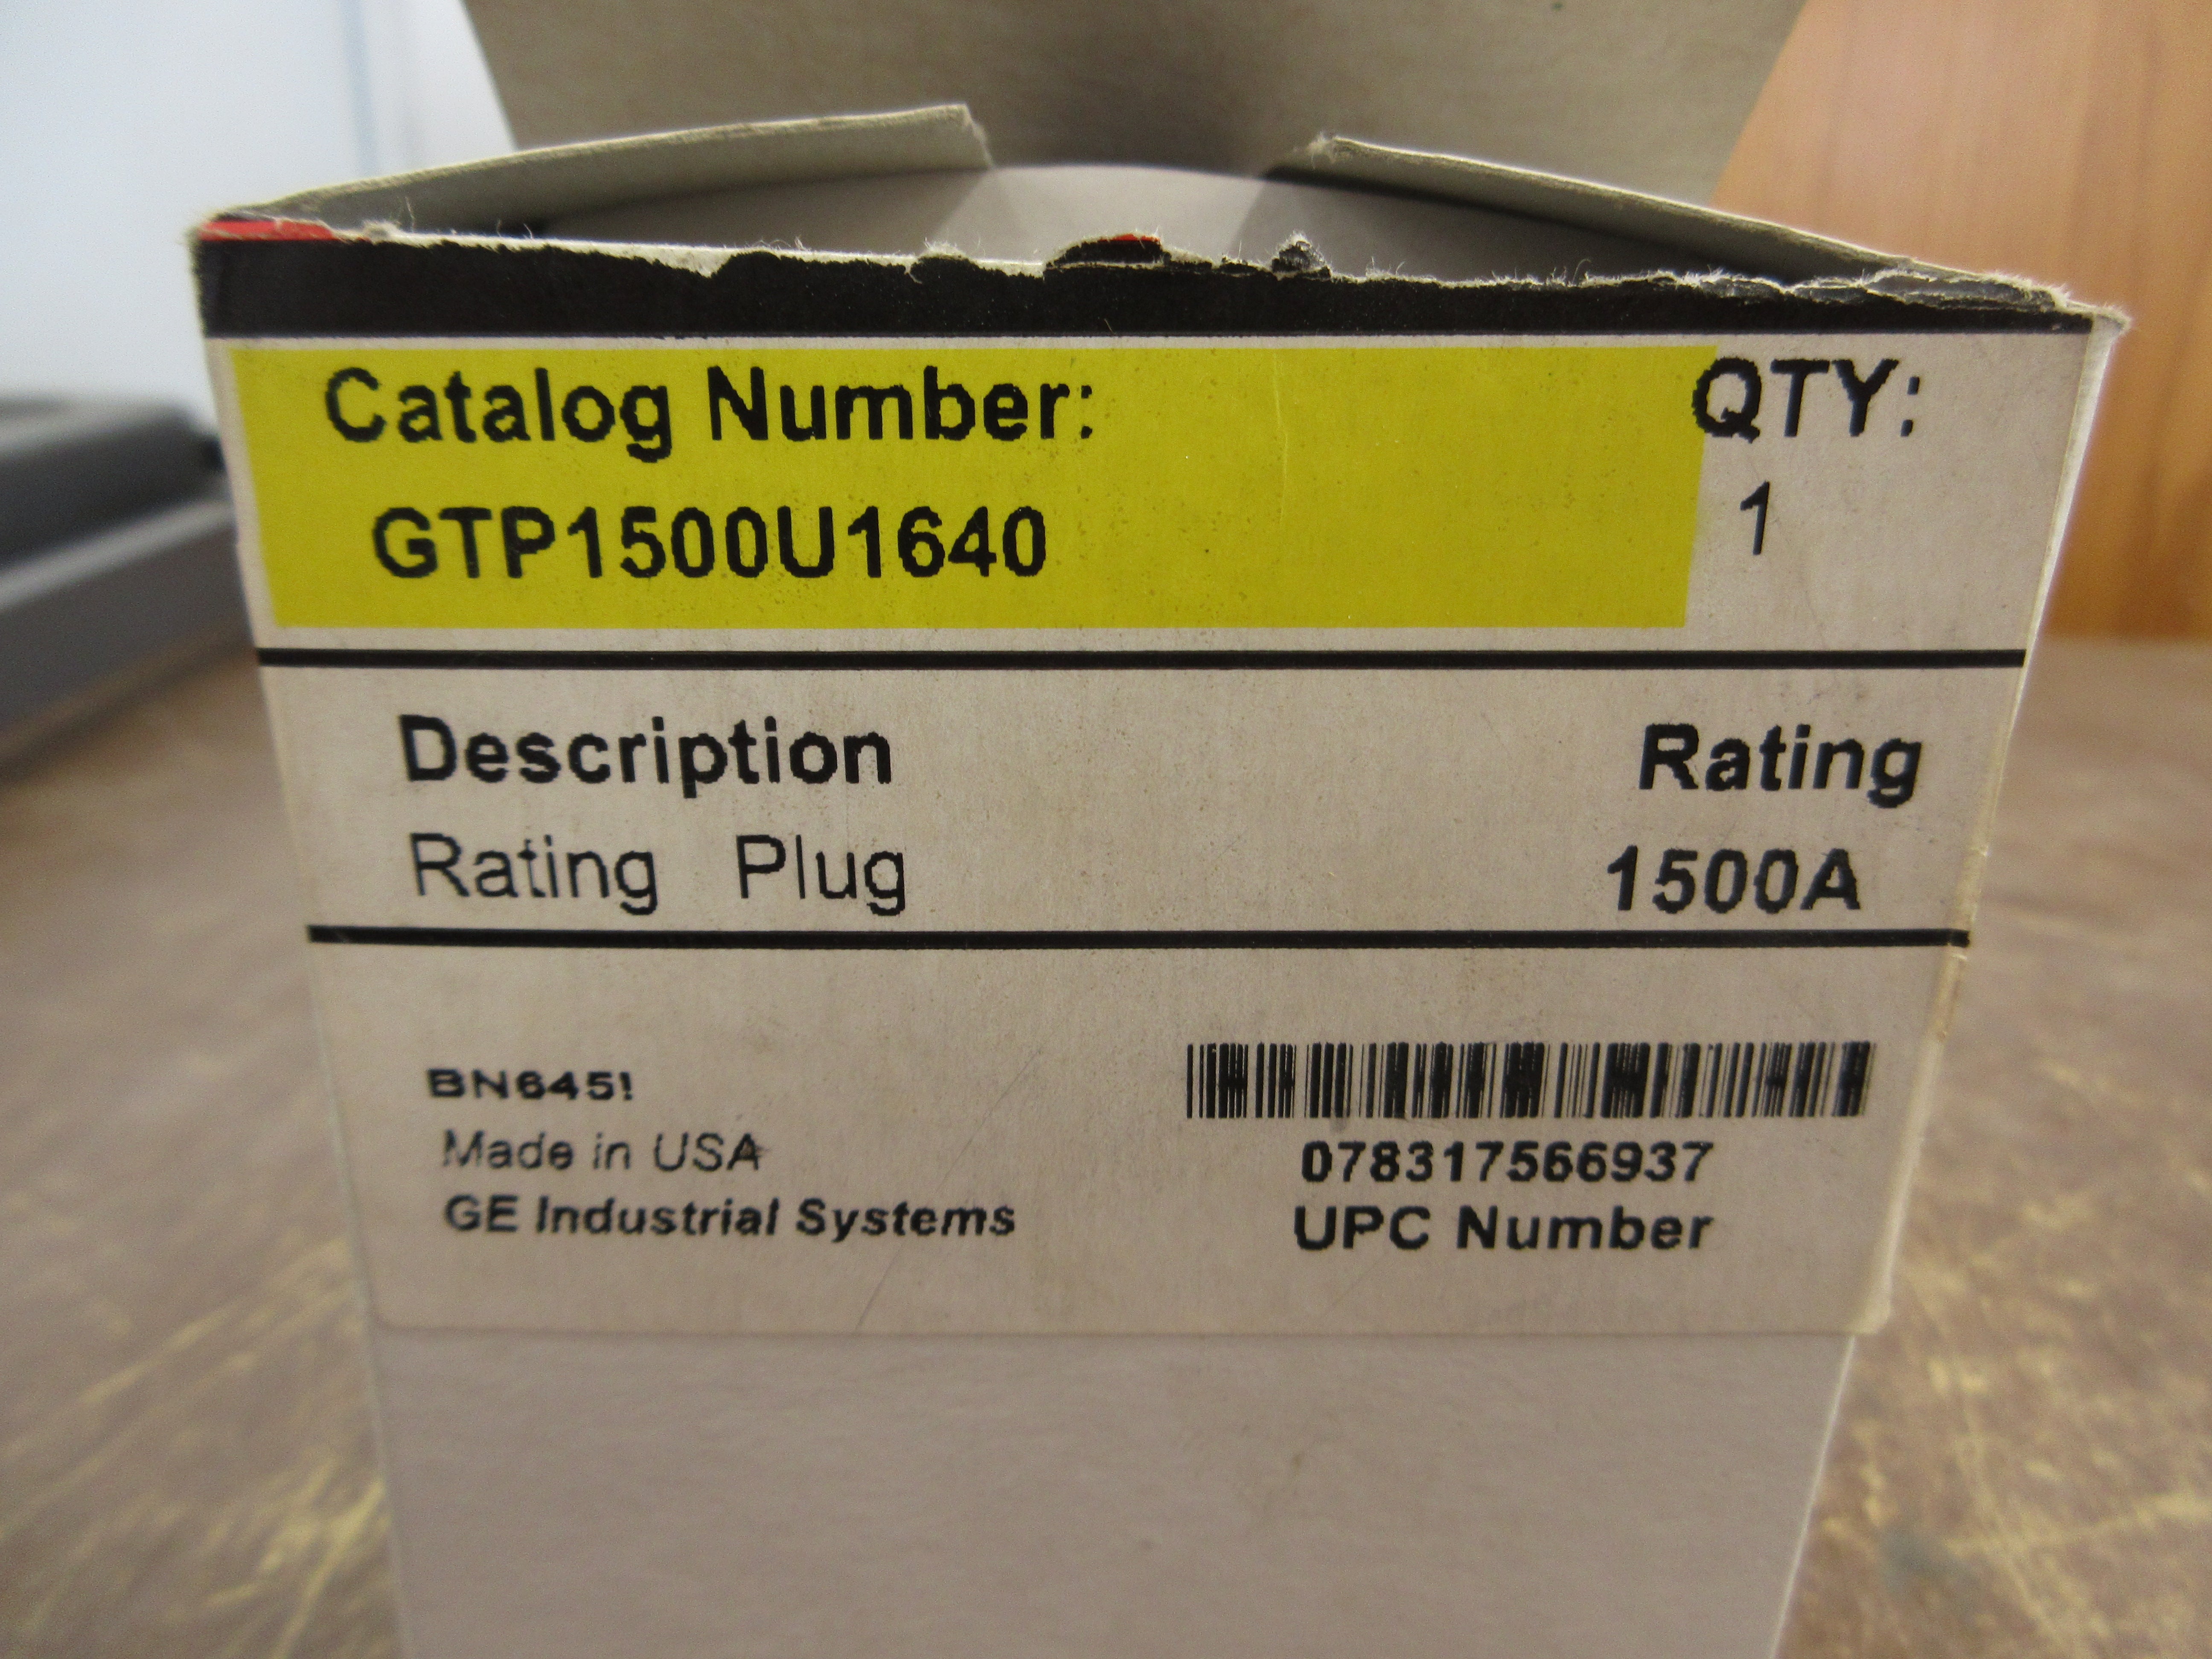 Catalog Number: QTY:
GTP1500U1640 1
Description Rating
Rating Plug 1500A
BN645!
Made in USA
GE Industrial Systems
078317566937
UPC Number